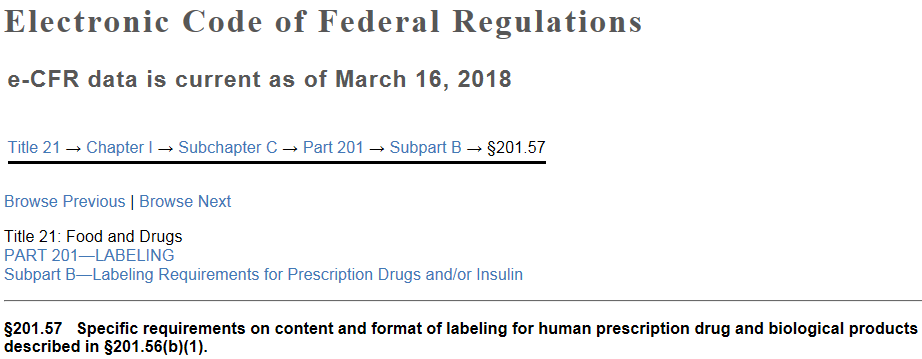 Electronic Code of Federal Regulations
e-CFR data is current as of March 16, 2018
Title 21 → Chapter I → Subchapter C → Part 201 → Subpart B → §201.57
Browse Previous | Browse Next
Title 21: Food and Drugs
PART 201—LABELING
Subpart B—Labeling Requirements for Prescription Drugs and/or Insulin
§201.57 Specific requirements on content and format of labeling for human prescription drug and biological products
described in §201.56(b)(1).